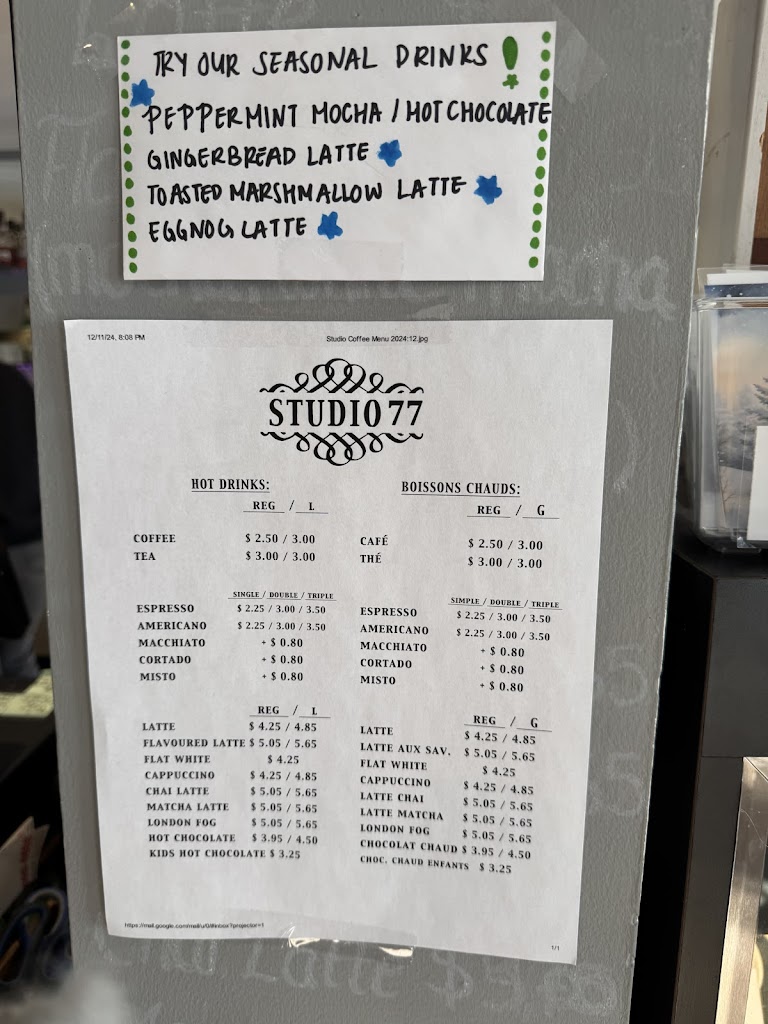 TRY OUR SEASONAL DRINKS !
PEPPERMINT MOCHA / HOT CHOCOLATE
GINGERBREAD LATTE
TOASTED MARSHMALLOW LATTE
EGGNOG LATTE
12/11/24, 8:08 PM
Studio Coffee Menu 2024:12.jpg
STUDIO 77
HOT DRINKS:
REG / L
COFFEE $ 2.50 / 3.00
TEA $ 3.00 / 3.00
SINGLE / DOUBLE / TRIPLE
ESPRESSO $ 2.25 / 3.00 / 3.50
AMERICANO $ 2.25 / 3.00 / 3.50
MACCHIATO + $ 0.80
CORTADO + $ 0.80
MISTO + $ 0.80
REG / L
LATTE $ 4.25 / 4.85
FLAVOURED LATTE $ 5.05 / 5.65
FLAT WHITE $ 4.25
CAPPUCCINO $ 4.25 / 4.85
CHAI LATTE $ 5.05 / 5.65
MATCHA LATTE $ 5.05 / 5.65
LONDON FOG $ 5.05 / 5.65
HOT CHOCOLATE $ 3.95 / 4.50
KIDS HOT CHOCOLATE $ 3.25
BOISSONS CHAUDS:
REG / G
CAFÉ $ 2.50 / 3.00
THÉ $ 3.00 / 3.00
SIMPLE / DOUBLE / TRIPLE
ESPRESSO $ 2.25 / 3.00 / 3.50
AMERICANO $ 2.25 / 3.00 / 3.50
MACCHIATO + $ 0.80
CORTADO + $ 0.80
MISTO + $ 0.80
REG / G
LATTE $ 4.25 / 4.85
LATTE AUX SAV. $ 5.05 / 5.65
FLAT WHITE $ 4.25
CAPPUCCINO $ 4.25 / 4.85
LATTE CHAI $ 5.05 / 5.65
LATTE MATCHA $ 5.05 / 5.65
LONDON FOG $ 5.05 / 5.65
CHOCOLAT CHAUD $ 3.95 / 4.50
CHOC. CHAUD ENFANTS $ 3.25
https://mail.google.com/mail/u/0/#inbox?projector=1
1/1
Latte